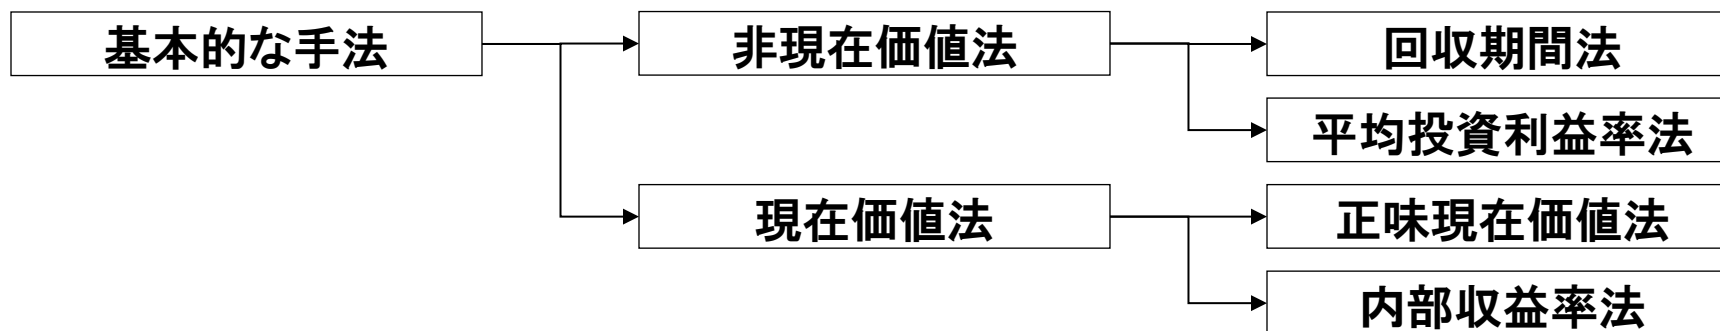 基本的な手法
非現在価値法
回収期間法
平均投資利益率法
現在価値法
正味現在価値法
内部収益率法